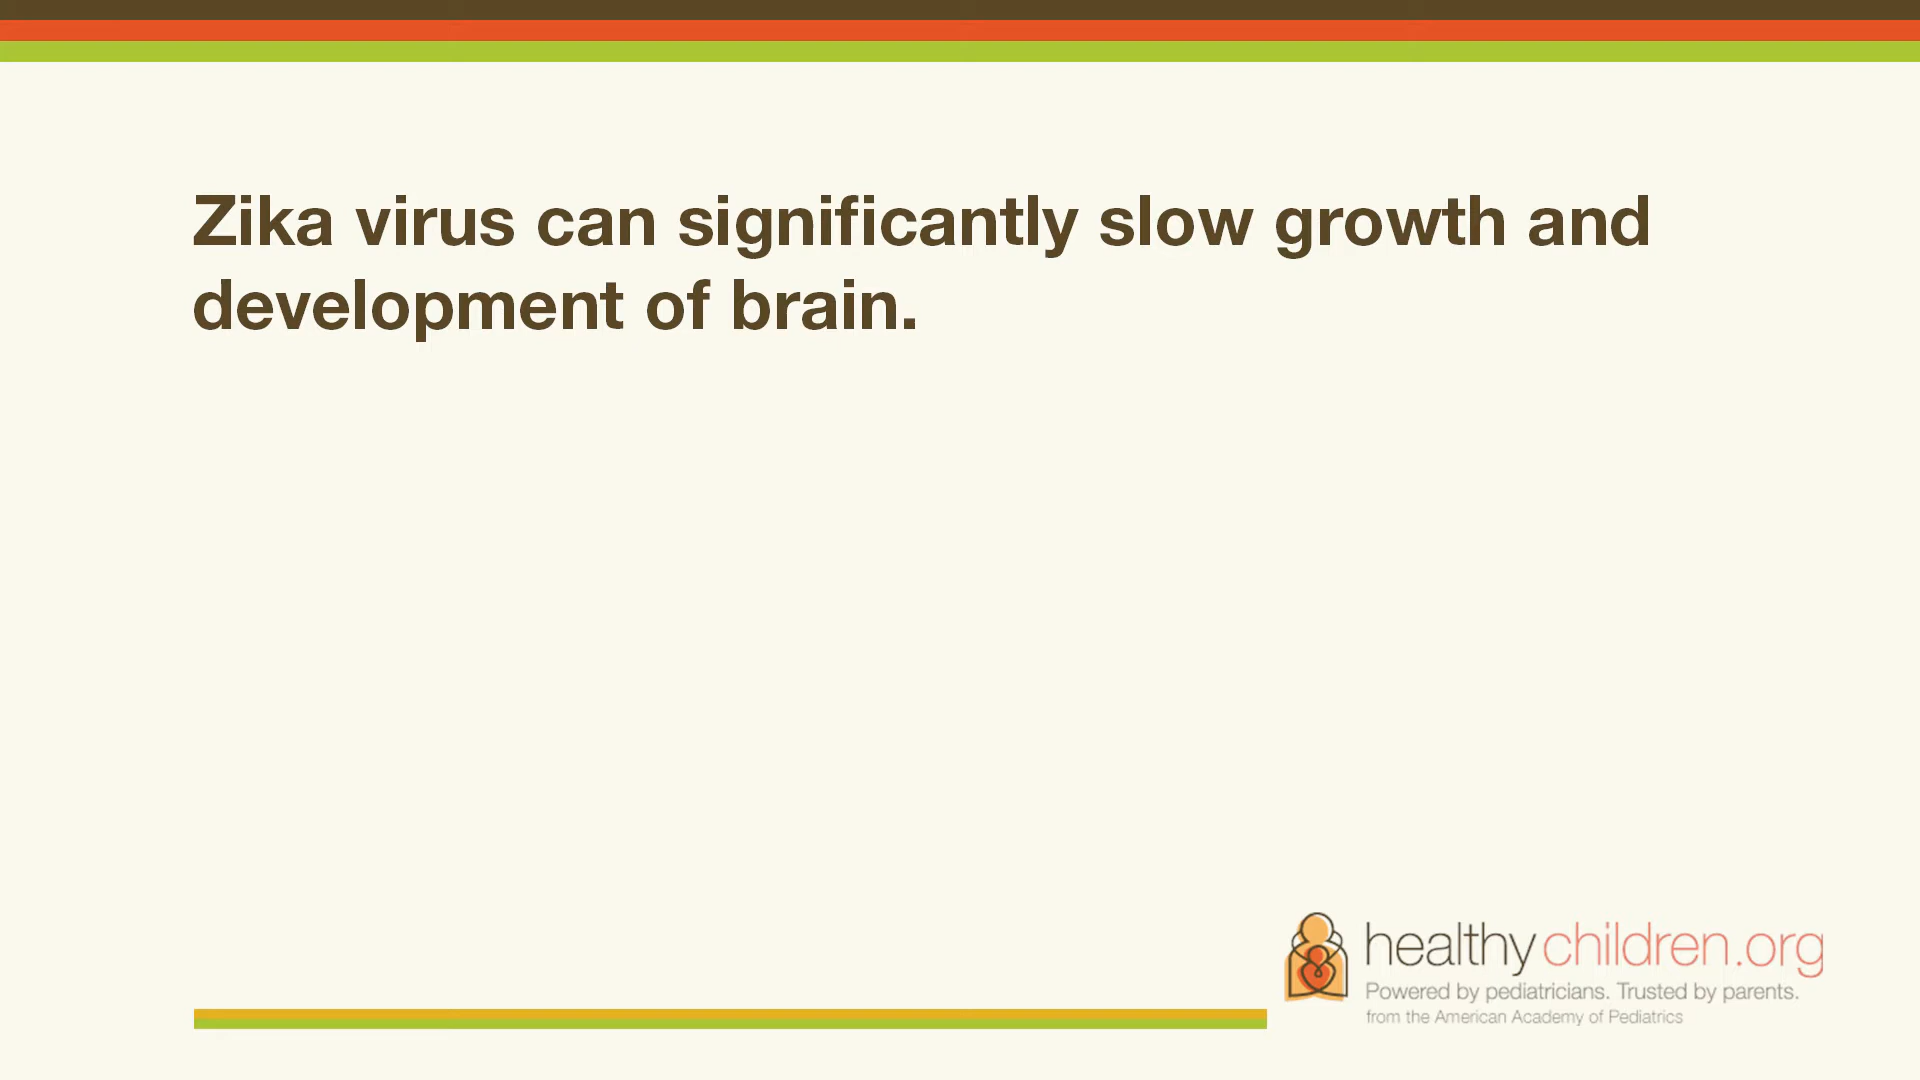 Zika virus can significantly slow growth and
development of brain.
healthychildren.org
Powered by pediatricians. Trusted by parents.
from the American Academy of Pediatrics